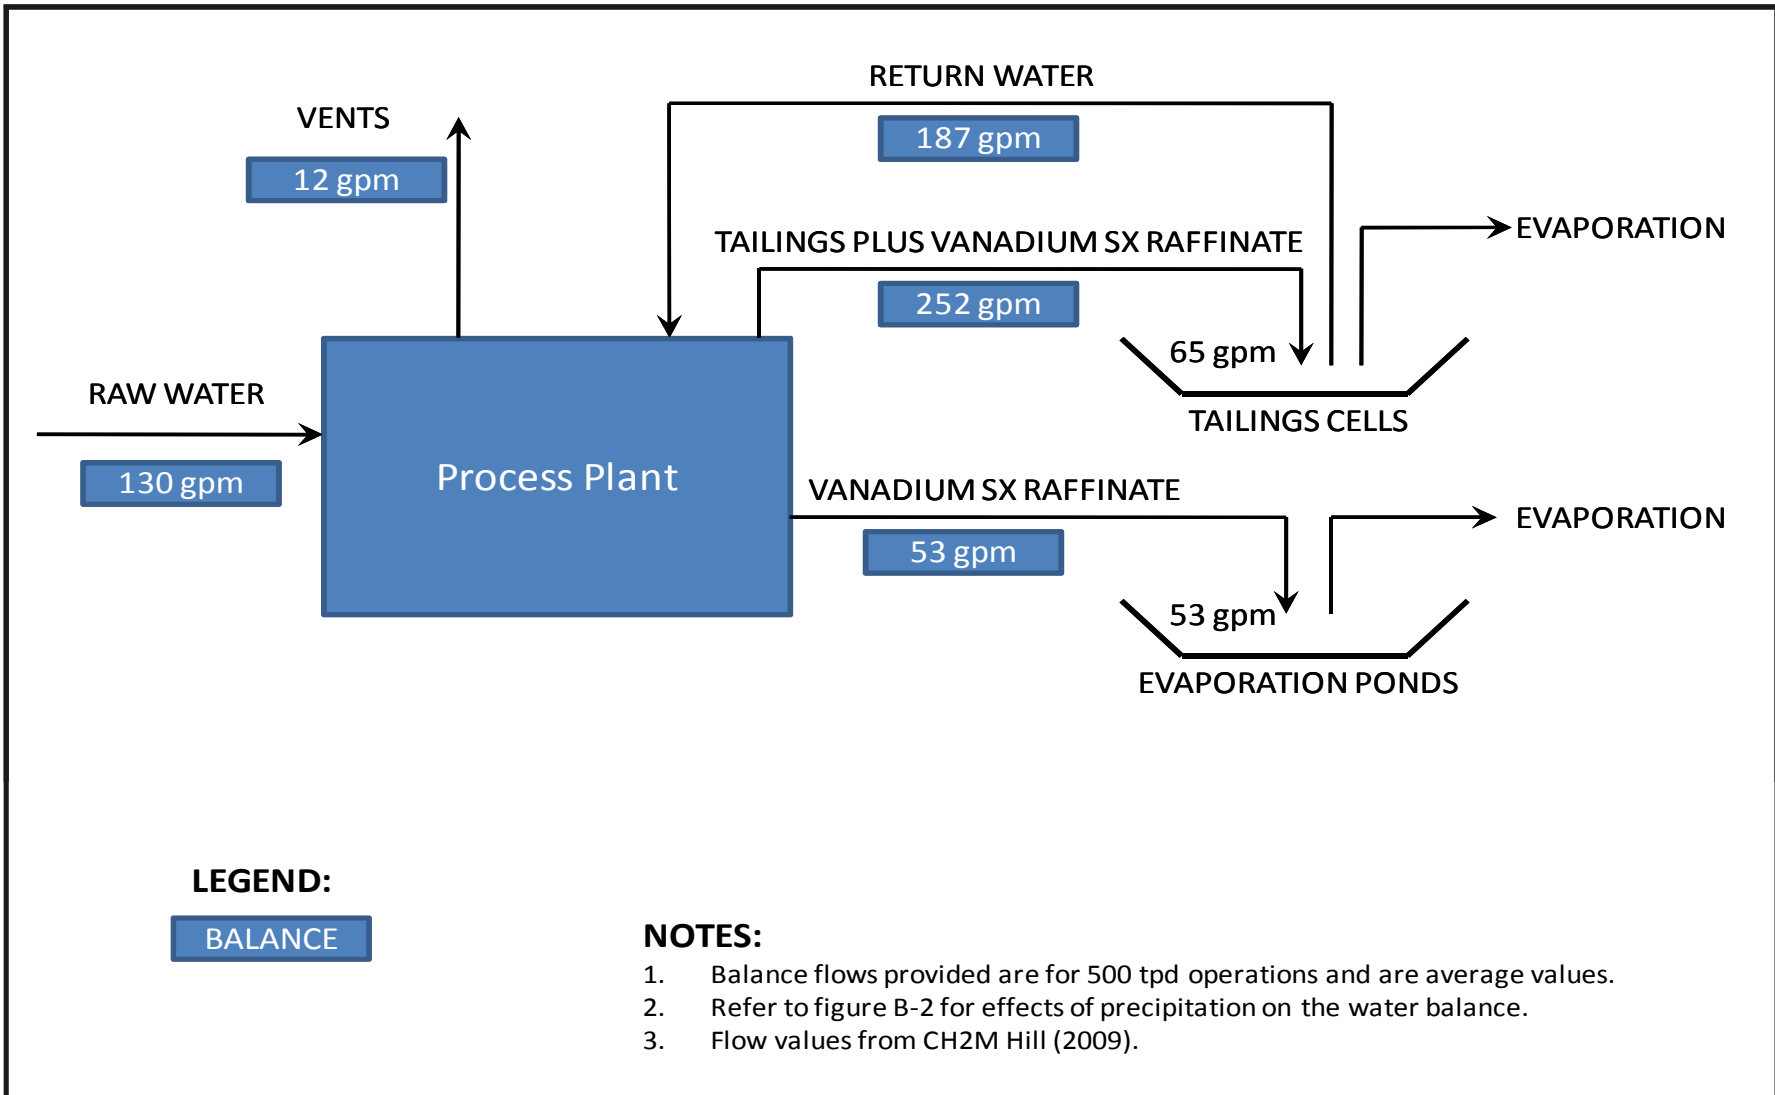 RETURN WATER
187 gpm
VENTS
12 gpm
TAILINGS PLUS VANADIUM SX RAFFINATE
252 gpm
EVAPORATION
65 gpm
TAILINGS CELLS
RAW WATER
130 gpm
Process Plant
VANADIUM SX RAFFINATE
53 gpm
EVAPORATION
53 gpm
EVAPORATION PONDS
LEGEND:
BALANCE
NOTES:
1. Balance flows provided are for 500 tpd operations and are average values.
2. Refer to figure B-2 for effects of precipitation on the water balance.
3. Flow values from CH2M Hill (2009).